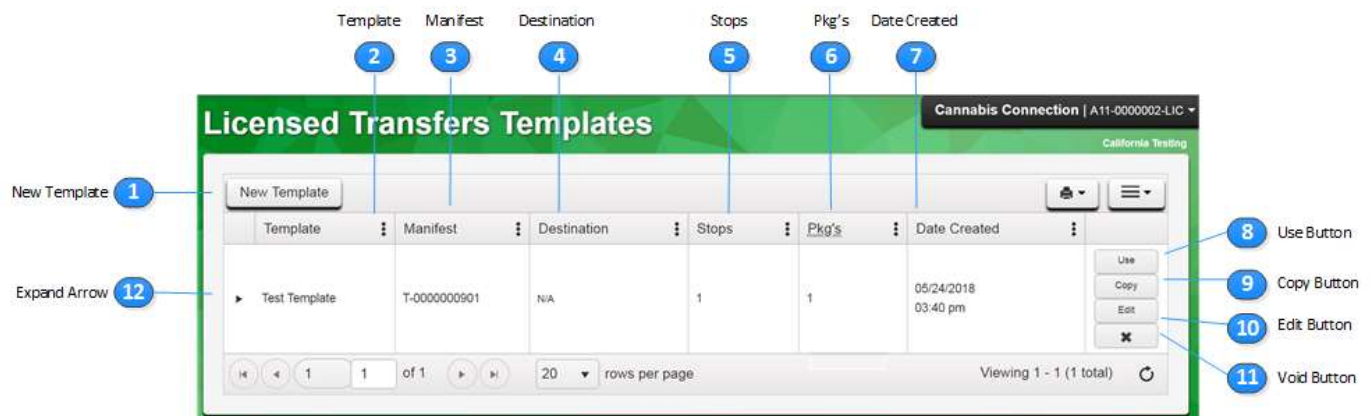 Template Manifest Destination Stops Pkg's Date Created
2 3 4 5 6 7
Licensed Transfers Templates
Cannabis Connection | A11-0000002-LIC
California Testing
New Template 1
New Template
Template Manifest Destination Stops Pkg's Date Created
8 Use Button
Use
Expand Arrow 12
Test Template T-0000000901 N/A 1 1 05/24/2018
03:40 pm
Copy
9 Copy Button
Edit
10 Edit Button
1 1 of 1 20 rows per page Viewing 1 - 1 (1 total)
11 Void Button